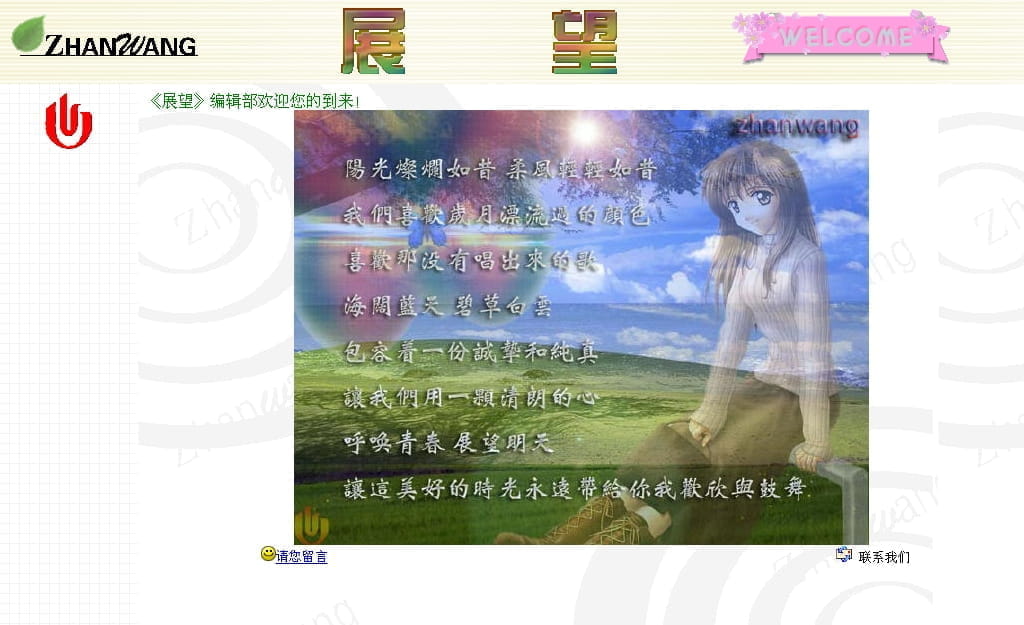 ZHANWANG
展 望
WELCOME
《展望》编辑部欢迎您的到来!
zhanwang
陽光燦爛如昔 柔風輕輕如昔
我們喜歡歲月漂流過的顏色
喜歡那沒有唱出來的歌
海闊藍天 碧草白雲
包容着一份誠摯和純真
讓我們用一顆清朗的心
呼喚青春 展望明天
讓這美好的時光永遠帶給你我歡欣與鼓舞
请您留言
联系我们